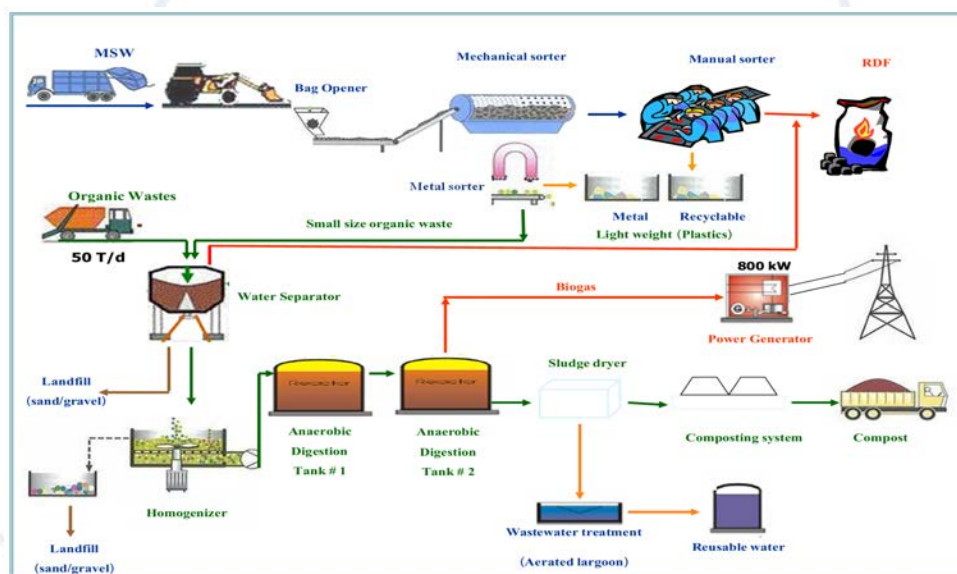 MSW
Bag Opener
Mechanical sorter
Manual sorter
RDF
Metal sorter
Metal
Recyclable
Light weight (Plastics)
Organic Wastes
50 T/d
Small size organic waste
Water Separator
Biogas
800 kW
Power Generator
Landfill
(sand/gravel)
Reactor
Reactor
Anaerobic
Digestion
Tank # 1
Anaerobic
Digestion
Tank # 2
Sludge dryer
Composting system
Compost
Homogenizer
Landfill
(sand/gravel)
Wastewater treatment
(Aerated largoon)
Reusable water